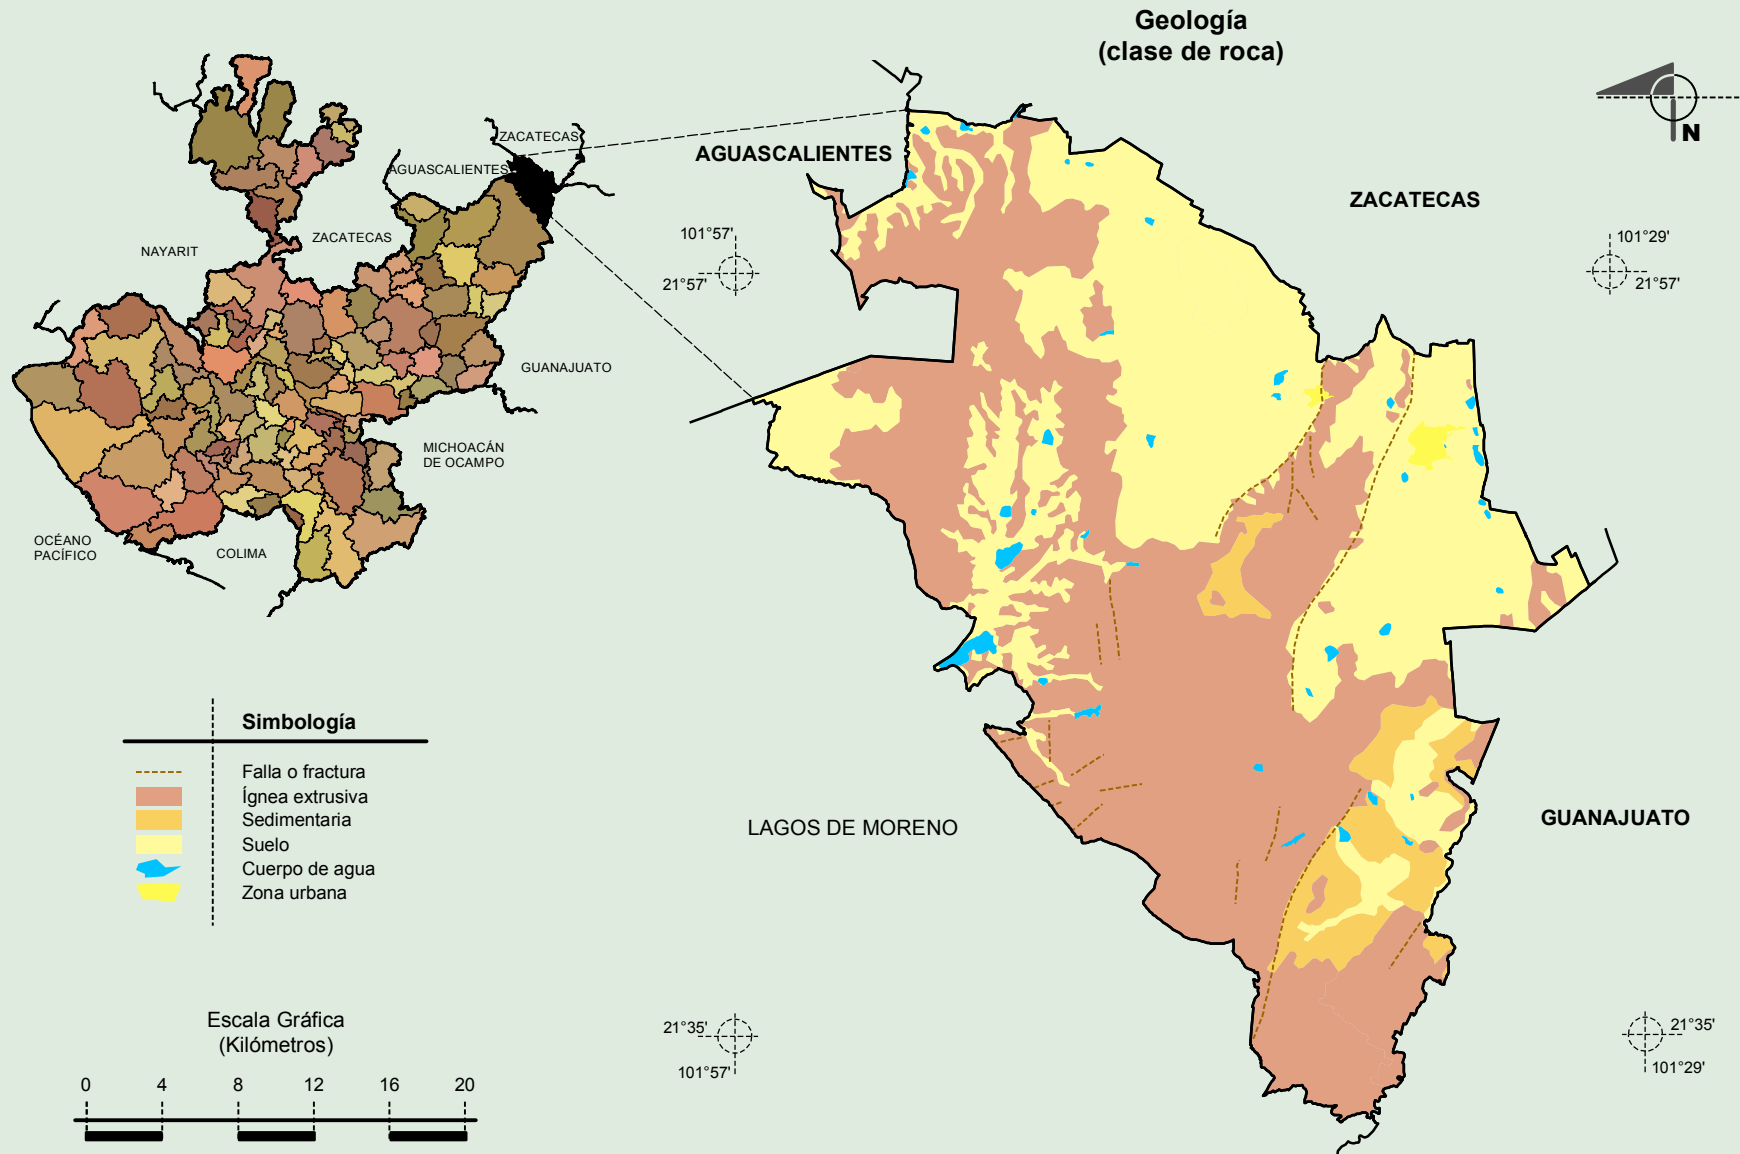 Geología
(clase de roca)
N
ZACATECAS
AGUASCALIENTES
ZACATECAS
NAYARIT
GUANAJUATO
MICHOACÁN
DE OCAMPO
OCÉANO
PACÍFICO
COLIMA
AGUASCALIENTES
ZACATECAS
101°57'
21°57'
101°29'
21°57'
LAGOS DE MORENO
GUANAJUATO
21°35'
101°57'
21°35'
101°29'
Simbología
Falla o fractura
Ígnea extrusiva
Sedimentaria
Suelo
Cuerpo de agua
Zona urbana
Escala Gráfica
(Kilómetros)
0 4 8 12 16 20